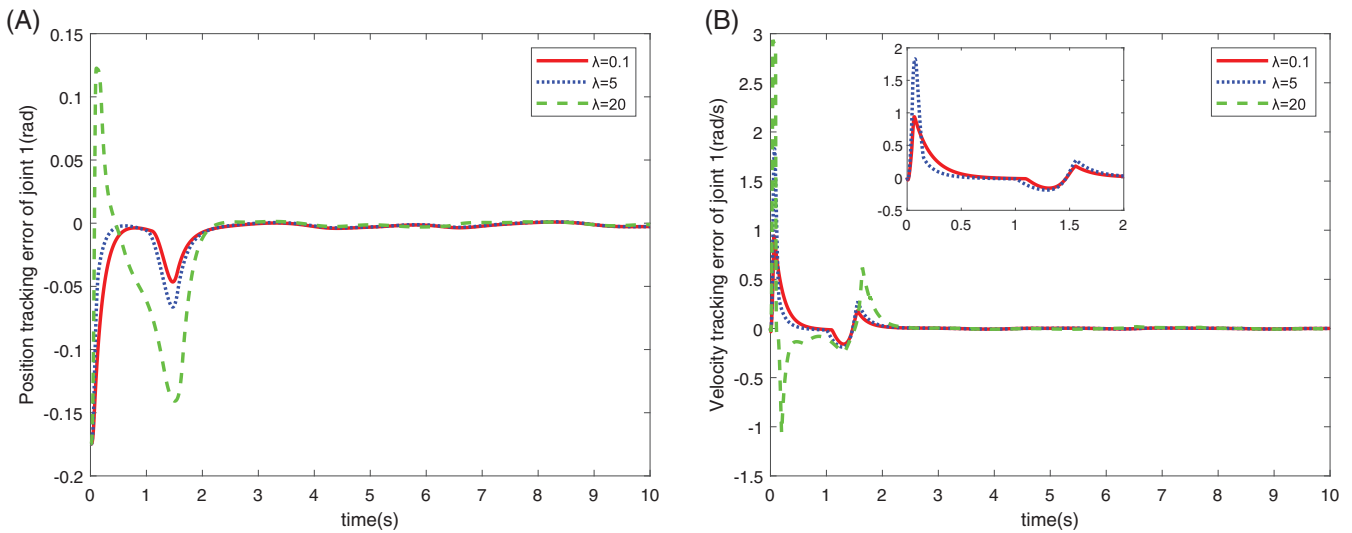 (A)
0.15
0.1
0.05
0
-0.05
-0.1
-0.15
-0.2
0 1 2 3 4 5 6 7 8 9 10
time(s)
Position tracking error of joint 1(rad)
λ=0.1
λ=5
λ=20
(B)
3
2.5
2
1.5
1
0.5
0
-0.5
-1
-1.5
0 1 2 3 4 5 6 7 8 9 10
time(s)
Velocity tracking error of joint 1(rad/s)
2
1.5
1
0.5
0
-0.5
0 0.5 1 1.5 2
λ=0.1
λ=5
λ=20